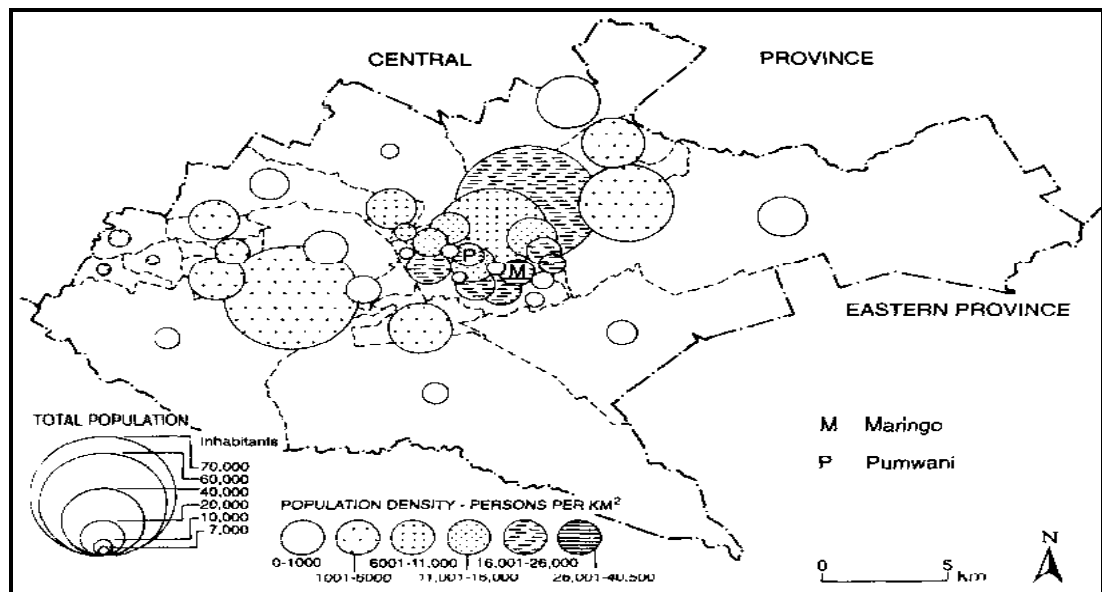 CENTRAL PROVINCE
P
M
EASTERN PROVINCE
TOTAL POPULATION
Inhabitants
70,000
60,000
40,000
20,000
10,000
7,000
M Maringo
P Pumwani
POPULATION DENSITY - PERSONS PER KM²
0-1000
1001-6000
6001-11.000
11,001-16,000
16.001-26,000
26,001-40,500
N
0 5
km